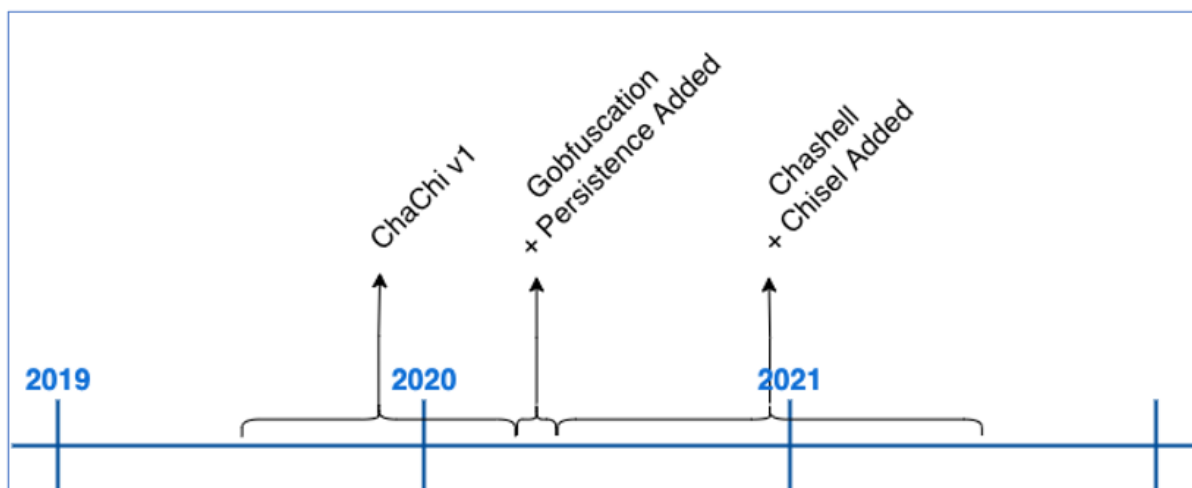 ChaChi v1
Gobfuscation
+ Persistence Added
Chashell
+ Chisel Added
2019
2020
2021